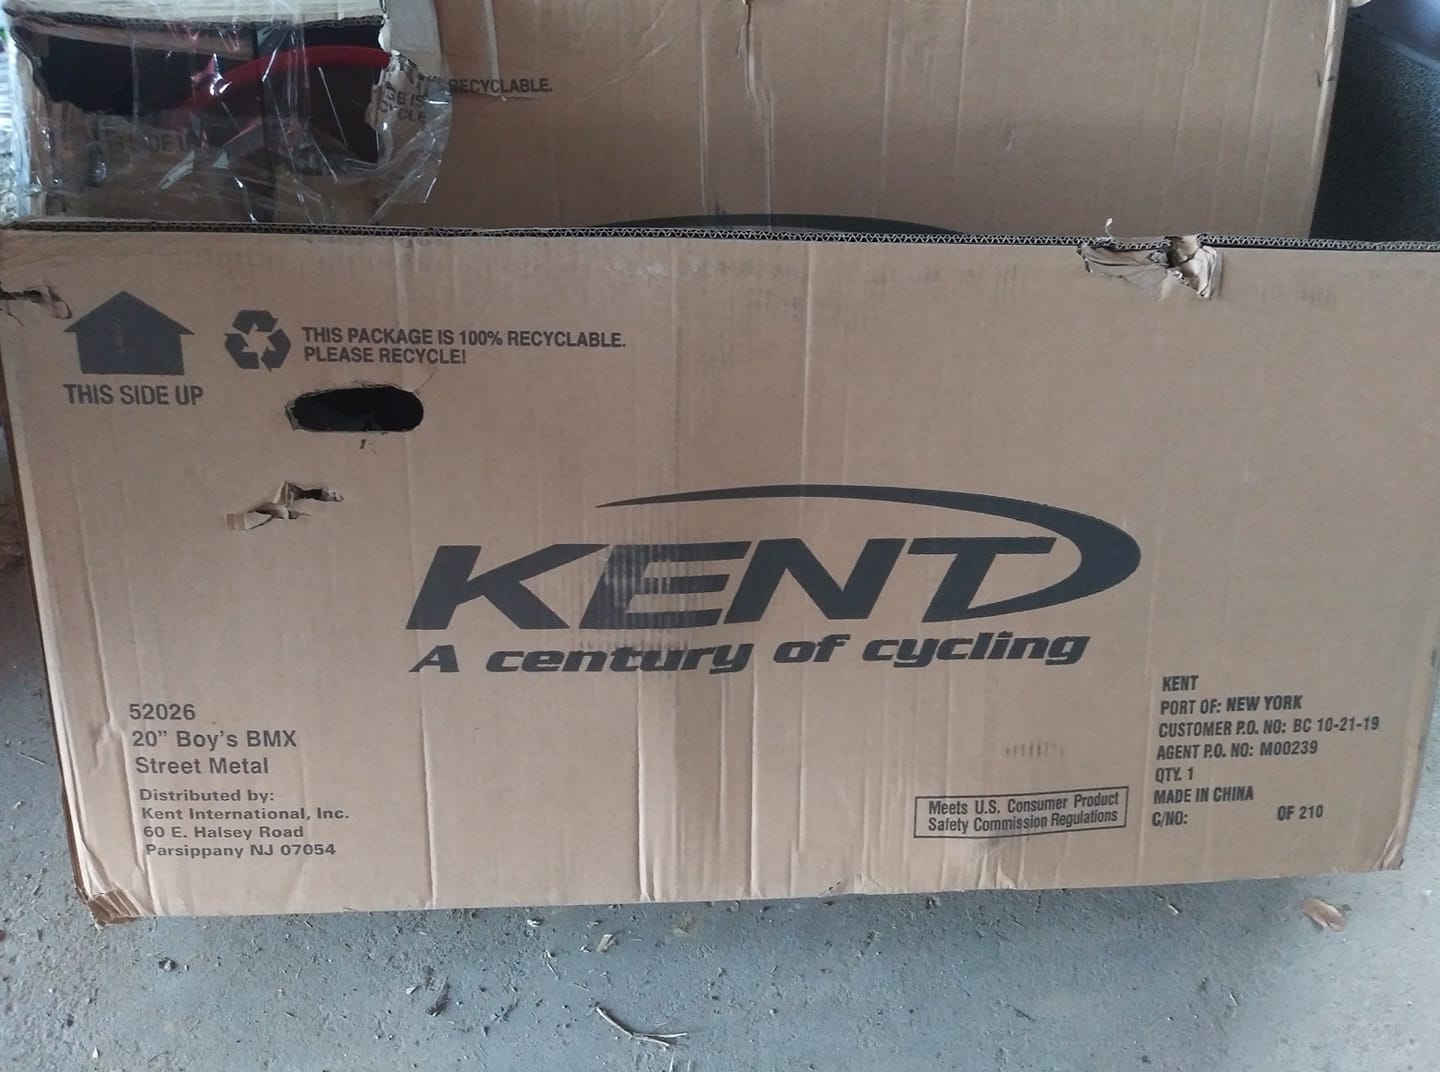 RECYCLABLE.
THIS SIDE UP
THIS PACKAGE IS 100% RECYCLABLE.
PLEASE RECYCLE!
KENT
A century of cycling
52026
20" Boy's BMX
Street Metal
Distributed by:
Kent International, Inc.
60 E. Halsey Road
Parsippany NJ 07054
Meets U.S. Consumer Product
Safety Commission Regulations
KENT
PORT OF: NEW YORK
CUSTOMER P.O. NO: BC 10-21-19
AGENT P.O. NO: M00239
QTY. 1
MADE IN CHINA
C/NO: OF 210